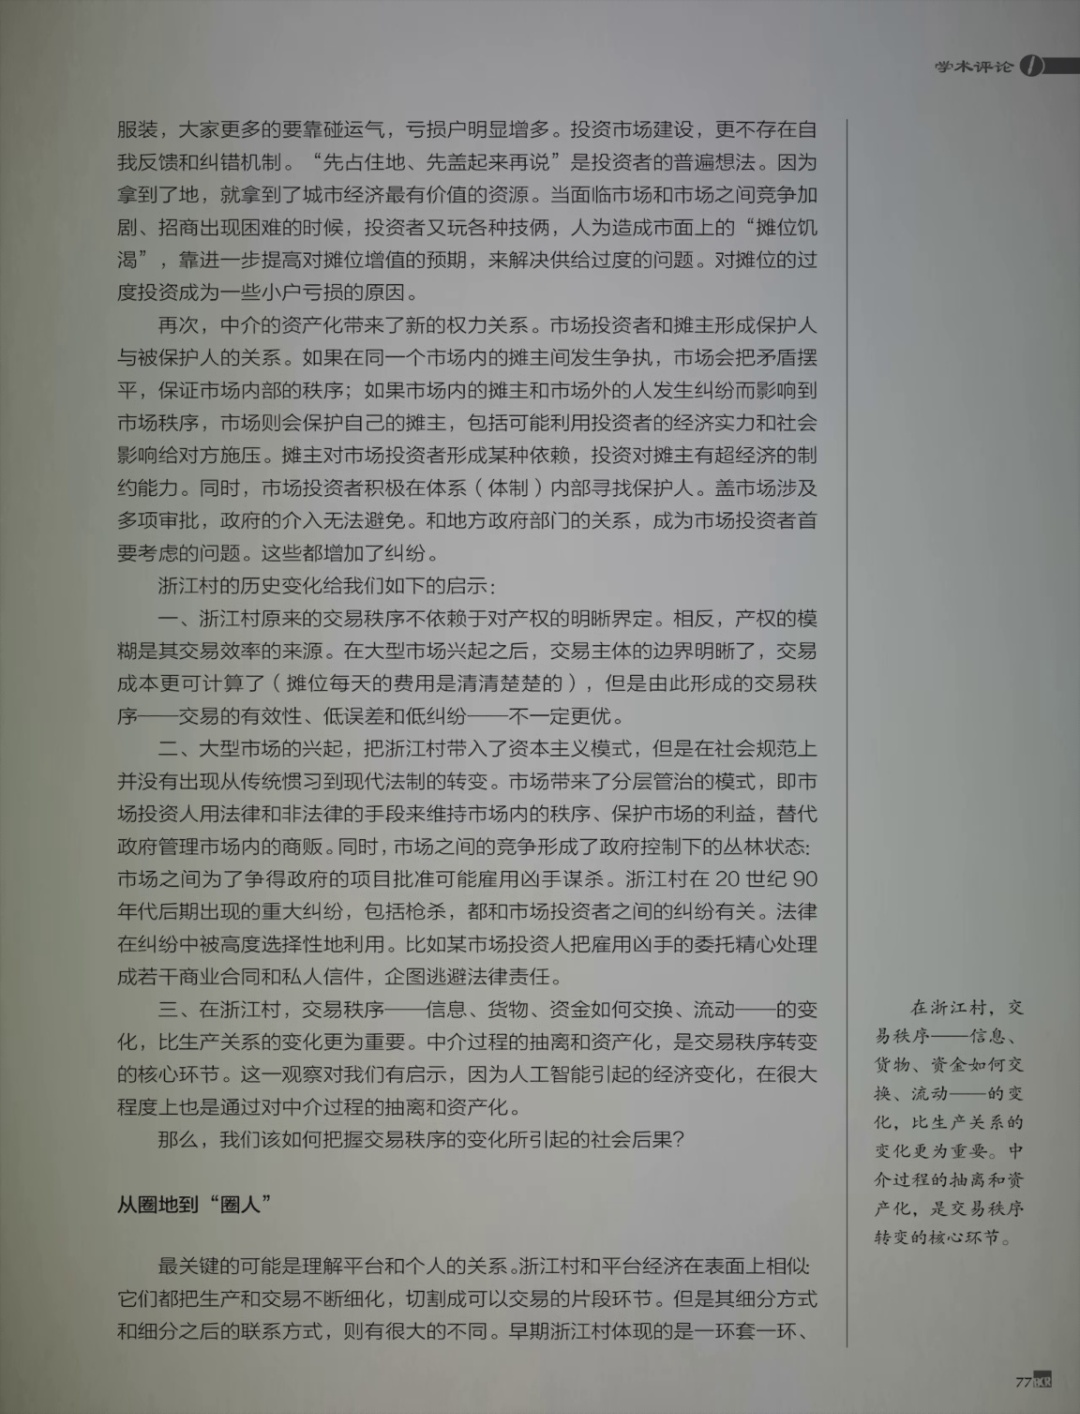 学术评论
服装，大家更多的要靠碰运气，亏损户明显增多。投资市场建设，更不存在自
我反馈和纠错机制。“先占住地、先盖起来再说”是投资者的普遍想法。因为
拿到了地，就拿到了城市经济最有价值的资源。当面临市场和市场之间竞争加
剧、招商出现困难的时候，投资者又玩各种技俩，人为造成市面上的“摊位饥
渴”，靠进一步提高对摊位增值的预期，来解决供给过度的问题。对摊位的过
度投资成为一些小户亏损的原因。
再次，中介的资产化带来了新的权力关系。市场投资者和摊主形成保护人
与被保护人的关系。如果在同一个市场内的摊主间发生争执，市场会把矛盾摆
平，保证市场内部的秩序；如果市场内的摊主和市场外的人发生纠纷而影响到
市场秩序，市场则会保护自己的摊主，包括可能利用投资者的经济实力和社会
影响给对方施压。摊主对市场投资者形成某种依赖，投资对摊主有超经济的制
约能力。同时，市场投资者积极在体系（体制）内部寻找保护人。盖市场涉及
多项审批，政府的介入无法避免。和地方政府部门的关系，成为市场投资者首
要考虑的问题。这些都增加了纠纷。
浙江村的历史变化给我们如下的启示：
一、浙江村原来的交易秩序不依赖于对产权的明晰界定。相反，产权的模
糊是其交易效率的来源。在大型市场兴起之后，交易主体的边界明晰了，交易
成本更可计算了（摊位每天的费用是清清楚楚的），但是由此形成的交易秩
序——交易的有效性、低误差和低纠纷——不一定更优。
二、大型市场的兴起，把浙江村带入了资本主义模式，但是在社会规范上
并没有出现从传统惯习到现代法制的转变。市场带来了分层管治的模式，即市
场投资人用法律和非法律的手段来维持市场内的秩序、保护市场的利益，替代
政府管理市场内的商贩。同时，市场之间的竞争形成了政府控制下的丛林状态：
市场之间为了争得政府的项目批准可能雇用凶手谋杀。浙江村在 20 世纪 90
年代后期出现的重大纠纷，包括枪杀，都和市场投资者之间的纠纷有关。法律
在纠纷中被高度选择性地利用。比如某市场投资人把雇用凶手的委托精心处理
成若干商业合同和私人信件，企图逃避法律责任。
三、在浙江村，交易秩序——信息、货物、资金如何交换、流动——的变
化，比生产关系的变化更为重要。中介过程的抽离和资产化，是交易秩序转变
的核心环节。这一观察对我们有启示，因为人工智能引起的经济变化，在很大
程度上也是通过对中介过程的抽离和资产化。
那么，我们该如何把握交易秩序的变化所引起的社会后果？
从圈地到“圈人”
最关键的可能是理解平台和个人的关系。浙江村和平台经济在表面上相似：
它们都把生产和交易不断细化，切割成可以交易的片段环节。但是其细分方式
和细分之后的联系方式，则有很大的不同。早期浙江村体现的是一环套一环、
在浙江村，交
易秩序——信息、
货物、资金如何交
换、流动——的变
化，比生产关系的
变化更为重要。中
介过程的抽离和资
产化，是交易秩序
转变的核心环节。
77